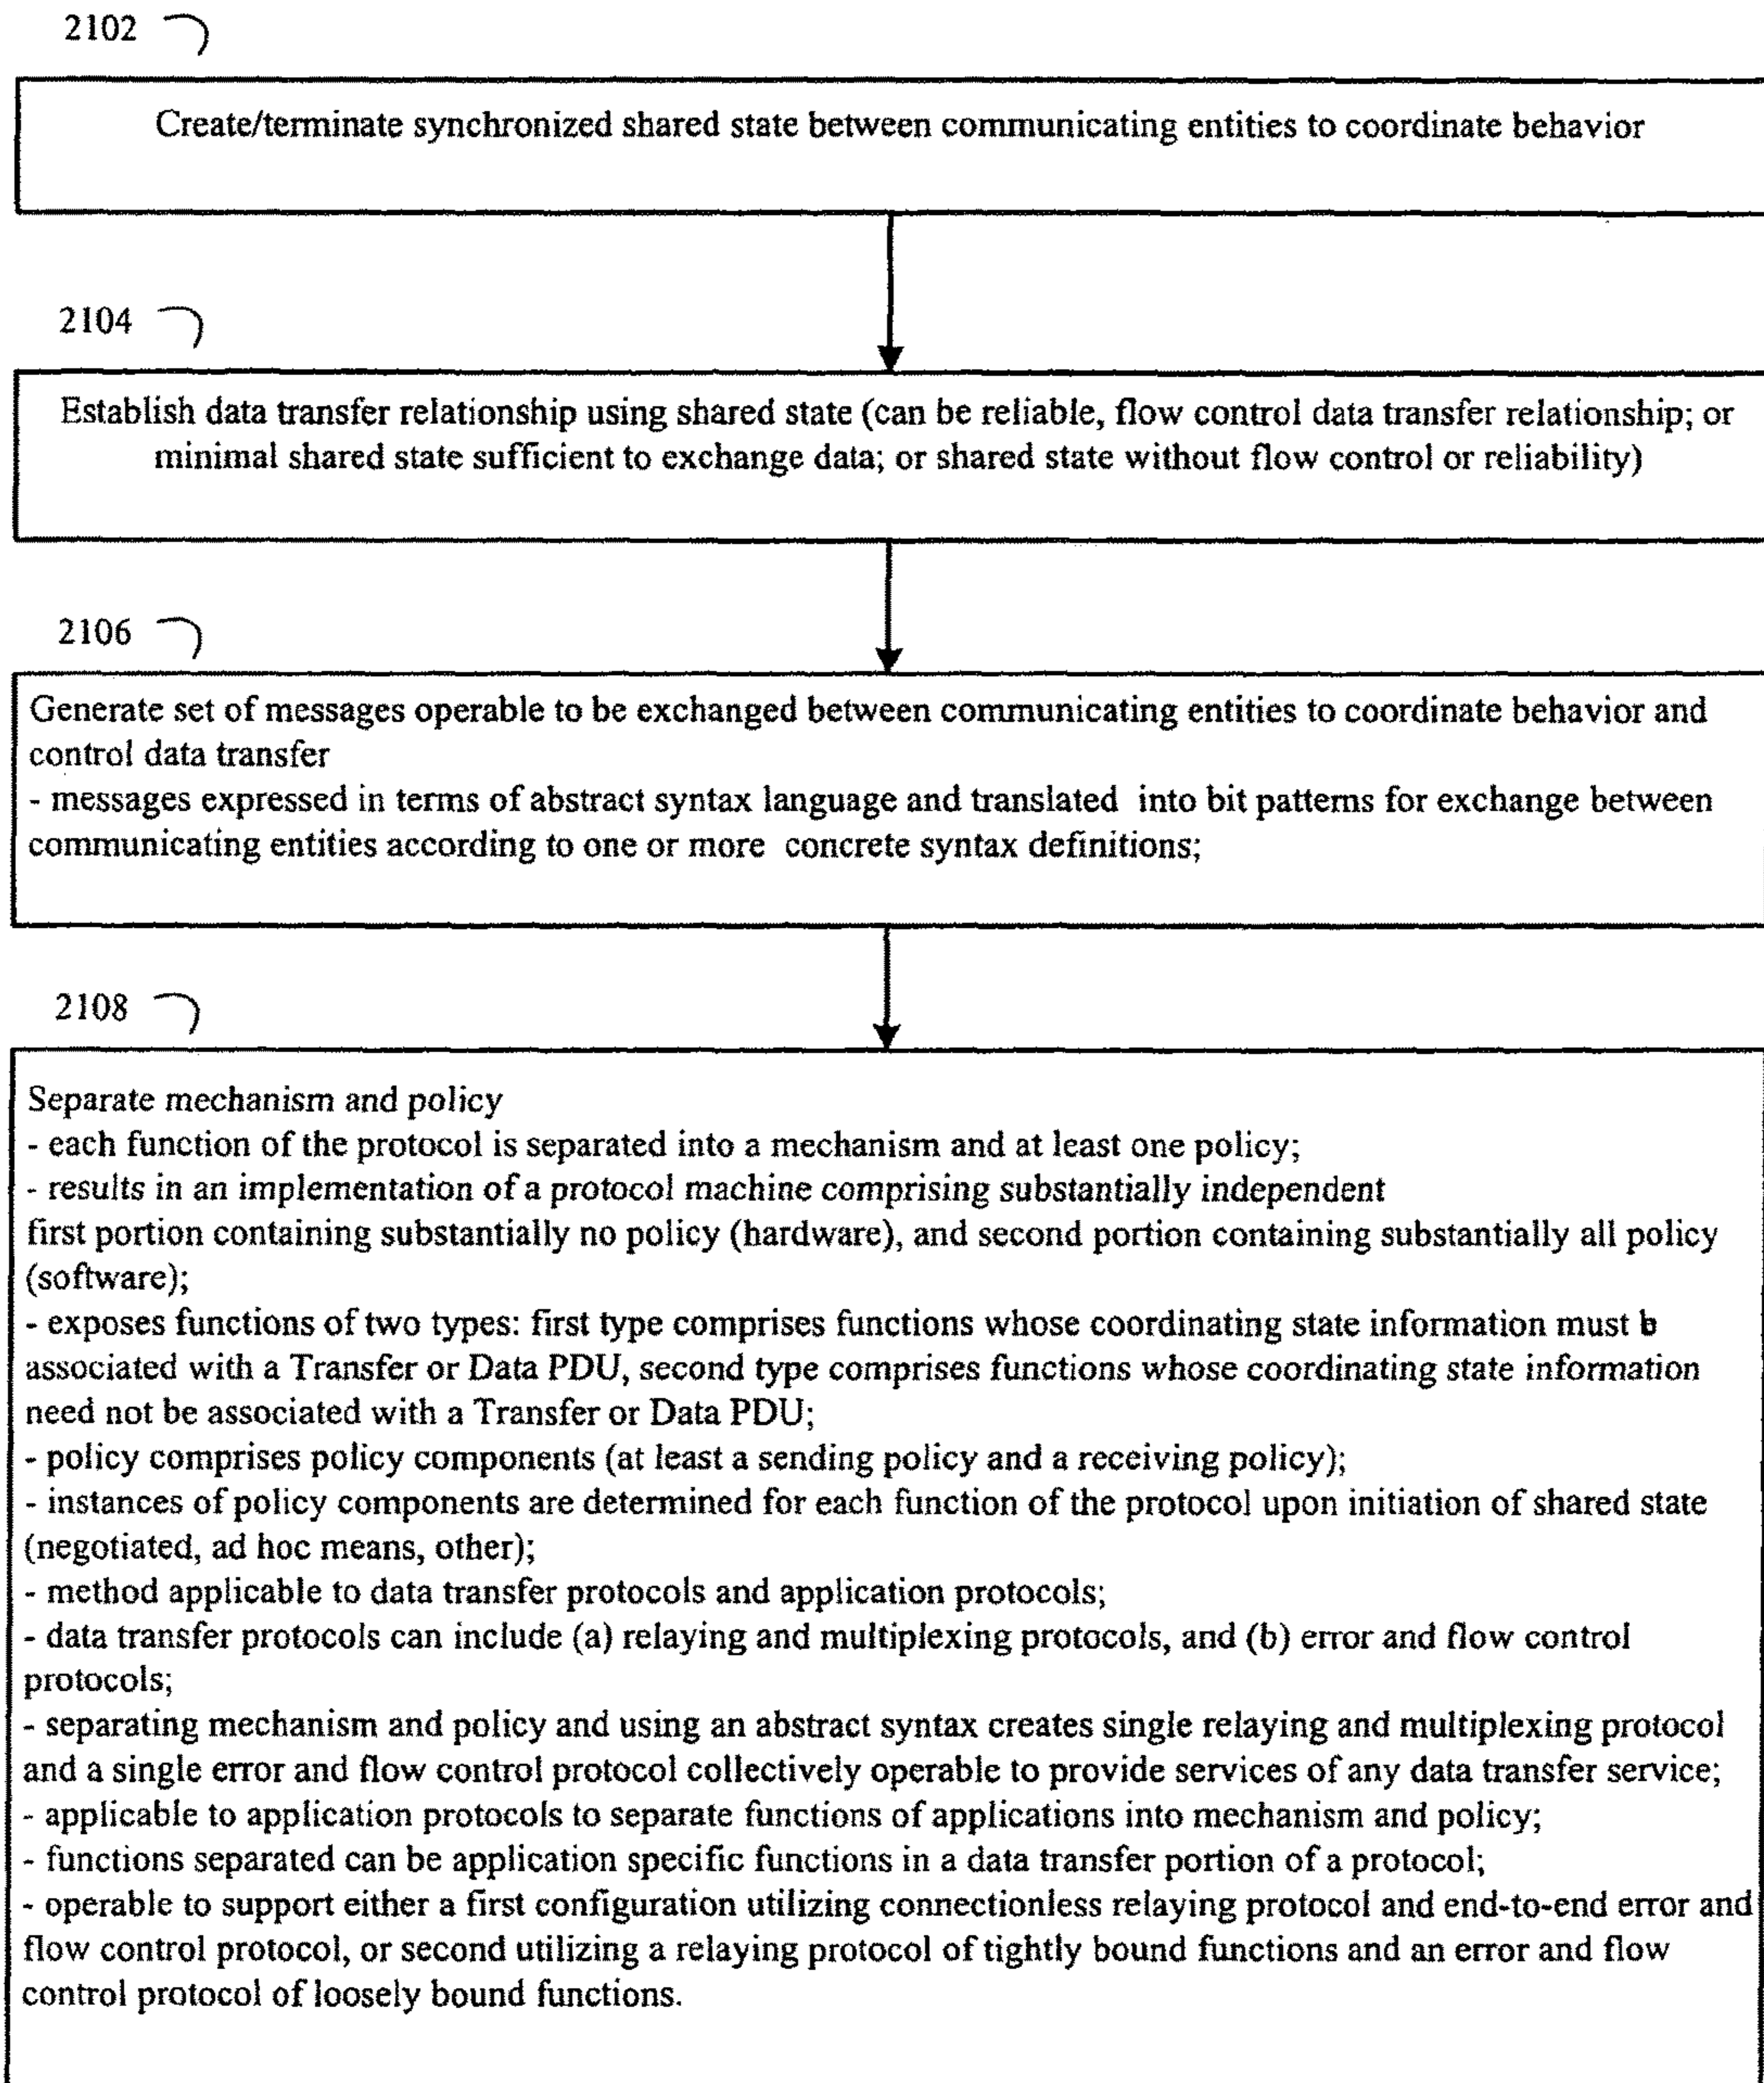 2102
Create/terminate synchronized shared state between communicating entities to coordinate behavior
2104
Establish data transfer relationship using shared state (can be reliable, flow control data transfer relationship; or
minimal shared state sufficient to exchange data; or shared state without flow control or reliability)
2106
Generate set of messages operable to be exchanged between communicating entities to coordinate behavior and
control data transfer
- messages expressed in terms of abstract syntax language and translated into bit patterns for exchange between
communicating entities according to one or more concrete syntax definitions;
2108
Separate mechanism and policy
- each function of the protocol is separated into a mechanism and at least one policy;
- results in an implementation of a protocol machine comprising substantially independent
first portion containing substantially no policy (hardware), and second portion containing substantially all policy
(software);
- exposes functions of two types: first type comprises functions whose coordinating state information must b
associated with a Transfer or Data PDU, second type comprises functions whose coordinating state information
need not be associated with a Transfer or Data PDU;
- policy comprises policy components (at least a sending policy and a receiving policy);
- instances of policy components are determined for each function of the protocol upon initiation of shared state
(negotiated, ad hoc means, other);
- method applicable to data transfer protocols and application protocols;
- data transfer protocols can include (a) relaying and multiplexing protocols, and (b) error and flow control
protocols;
- separating mechanism and policy and using an abstract syntax creates single relaying and multiplexing protocol
and a single error and flow control protocol collectively operable to provide services of any data transfer service;
- applicable to application protocols to separate functions of applications into mechanism and policy;
- functions separated can be application specific functions in a data transfer portion of a protocol;
- operable to support either a first configuration utilizing connectionless relaying protocol and end-to-end error and
flow control protocol, or second utilizing a relaying protocol of tightly bound functions and an error and flow
control protocol of loosely bound functions.